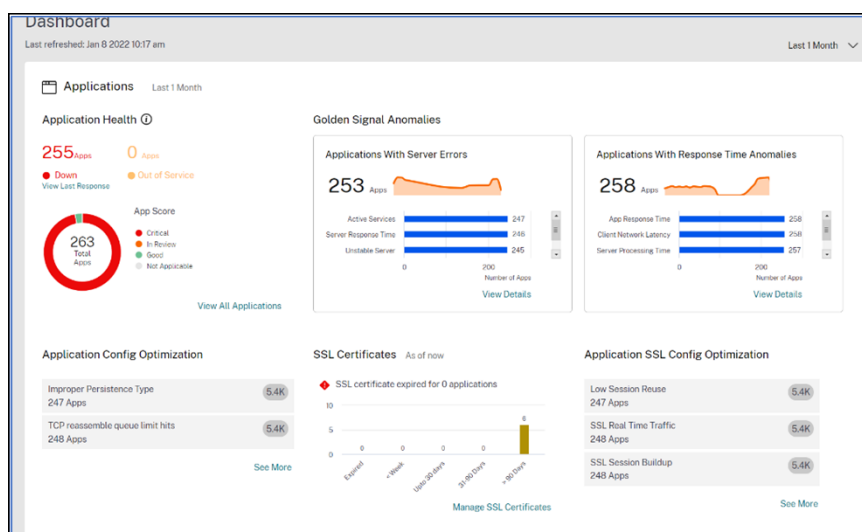 Dashboard
Last refreshed: Jan 8 2022 10:17 am
Last 1 Month
Applications Last 1 Month
Application Health
255 Apps
0 Apps
Down
Out of Service
View Last Response
App Score
263
Total
Apps
Critical
In Review
Good
Not Applicable
View All Applications
Golden Signal Anomalies
Applications With Server Errors
253 Apps
Active Services 247
Server Response Time 246
Unstable Server 245
0 200
Number of Apps
View Details
Applications With Response Time Anomalies
258 Apps
App Response Time 258
Client Network Latency 258
Server Processing Time 257
0 200
Number of Apps
View Details
Application Config Optimization
Improper Persistence Type
247 Apps
5.4K
TCP reassemble queue limit hits
248 Apps
5.4K
See More
SSL Certificates As of now
SSL certificate expired for 0 applications
10
5
0
0 0 0 0 6
Expired < Week Upto 30 days 31-90 Days > 90 Days
Manage SSL Certificates
Application SSL Config Optimization
Low Session Reuse
247 Apps
5.4K
SSL Real Time Traffic
248 Apps
5.4K
SSL Session Buildup
248 Apps
5.4K
See More